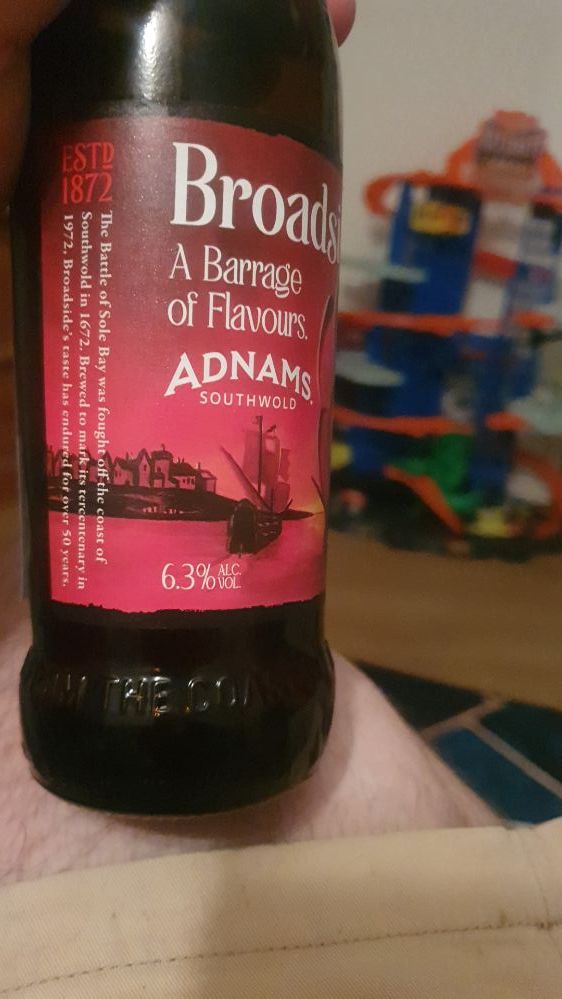 ESTD
1872
The Battle of Sole Bay was fought off the coast of
Southwold in 1672. Brewed to mark its tercentenary in
1972, Broadside's taste has endured for over 50 years.
Broadsi
A Barrage
of Flavours.
ADNAMS.
SOUTHWOLD
6.3% ALC.
VOL.
THE COA